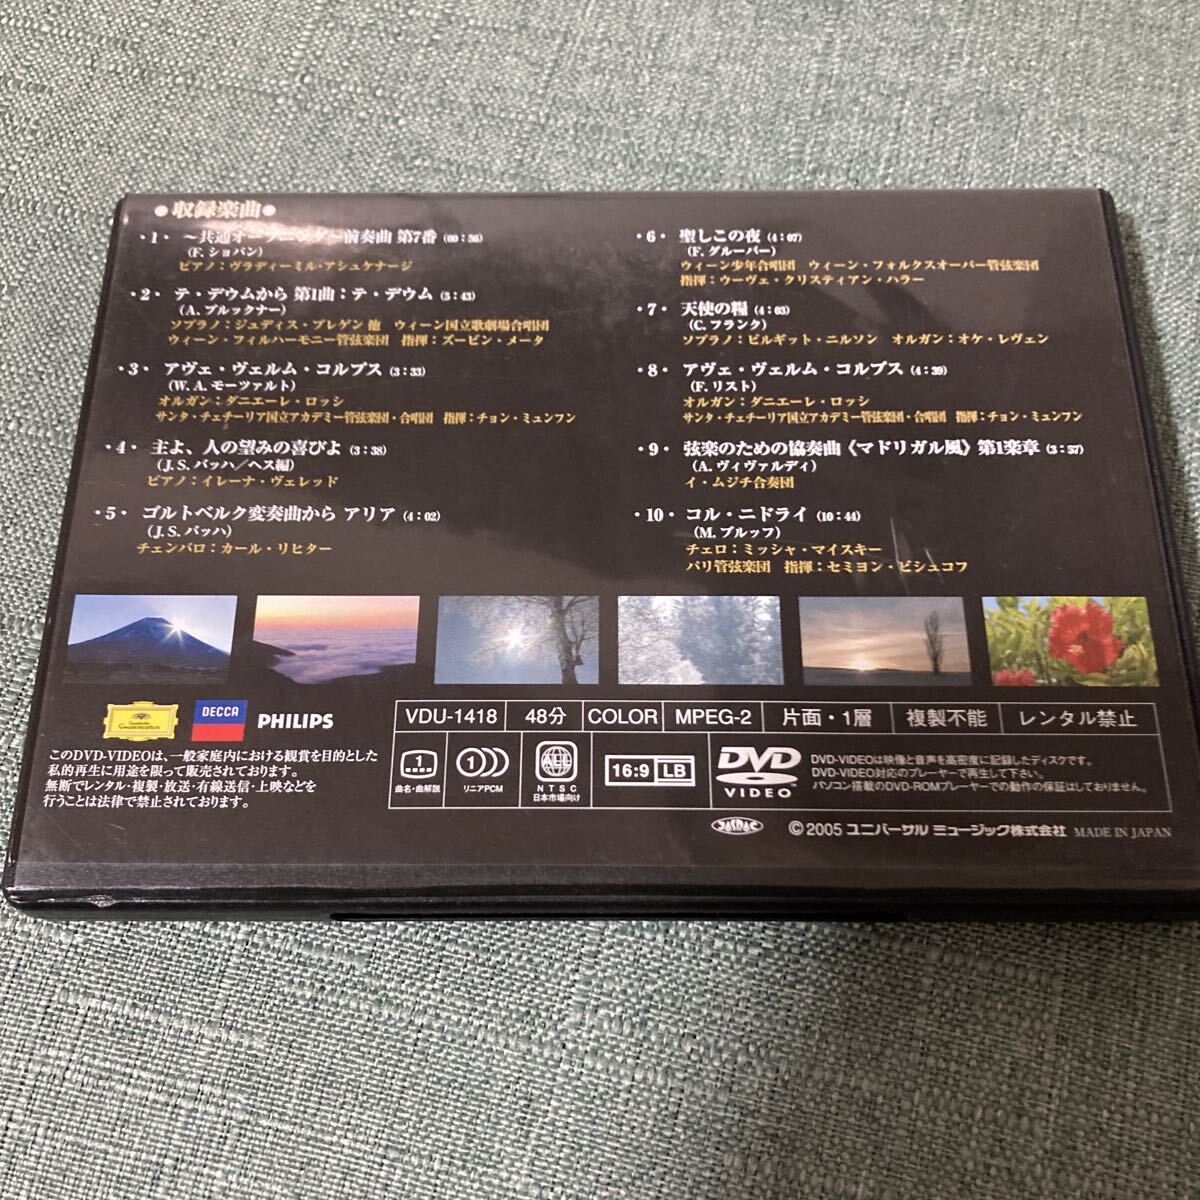 ●収録楽曲●
・1・ ～共通オープニング～前奏曲 第7番 (00:56)
(F. ショパン)
ピアノ：ヴラディーミル・アシュケナージ
・2・ テ・デウムから 第1曲：テ・デウム (5:43)
(A. ブルックナー)
ソプラノ：ジュディス・ブレゲン 他　ウィーン国立歌劇場合唱団
ウィーン・フィルハーモニー管弦楽団　指揮：ズービン・メータ
・3・ アヴェ・ヴェルム・コルプス (3:33)
(W. A. モーツァルト)
オルガン：ダニエーレ・ロッシ
サンタ・チェチーリア国立アカデミー管弦楽団・合唱団　指揮：チョン・ミュンフン
・4・ 主よ、人の望みの喜びよ (3:38)
(J. S. バッハ／ヘス編)
ピアノ：イレーナ・ヴェレッド
・5・ ゴルトベルク変奏曲から アリア (4:02)
(J. S. バッハ)
チェンバロ：カール・リヒター
・6・ 聖しこの夜 (4:07)
(F. グルーバー)
ウィーン少年合唱団　ウィーン・フォルクスオーパー管弦楽団
指揮：ウーヴェ・クリスティアン・ハラー
・7・ 天使の糧 (4:03)
(C. フランク)
ソプラノ：ビルギット・ニルソン　オルガン：オケ・レヴェン
・8・ アヴェ・ヴェルム・コルプス (4:39)
(F. リスト)
オルガン：ダニエーレ・ロッシ
サンタ・チェチーリア国立アカデミー管弦楽団・合唱団　指揮：チョン・ミュンフン
・9・ 弦楽のための協奏曲《マドリガル風》第1楽章 (3:57)
(A. ヴィヴァルディ)
イ・ムジチ合奏団
・10・ コル・ニドライ (10:44)
(M. ブルッフ)
チェロ：ミッシャ・マイスキー
パリ管弦楽団　指揮：セミヨン・ビシュコフ
Deutsche Grammophon
DECCA
PHILIPS
このDVD-VIDEOは、一般家庭内における観賞を目的とした
私的再生に用途を限って販売されております。
無断でレンタル・複製・放送・有線送信・上映などを
行うことは法律で禁止されております。
VDU-1418 48分 COLOR MPEG-2 片面・1層 複製不能 レンタル禁止
1 曲名・曲解説
1 リニアPCM
ALL NTSC 日本市場向け
16:9 LB
DVD VIDEO
DVD-VIDEOは映像と音声を高密度に記録したディスクです。
DVD-VIDEO対応のプレーヤーで再生して下さい。
パソコン搭載のDVD-ROMプレーヤーでの動作の保証はしておりません。
JASRAC
©2005 ユニバーサル ミュージック株式会社 MADE IN JAPAN